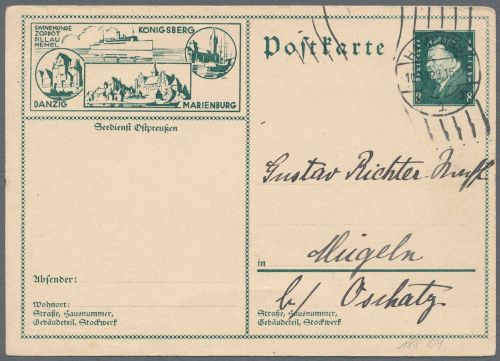 SWINEMÜNDE
ZOPPOT
PILLAU
MEMEL
KÖNIGSBERG
DANZIG
MARIENBURG
Seedienst Ostpreußen
Postkarte
Gustav Richter
in Mügeln
b/ Oschatz
Absender:
Wohnort:
Straße, Hausnummer,
Gebäudeteil, Stockwerk
Straße, Hausnummer,
Gebäudeteil, Stockwerk